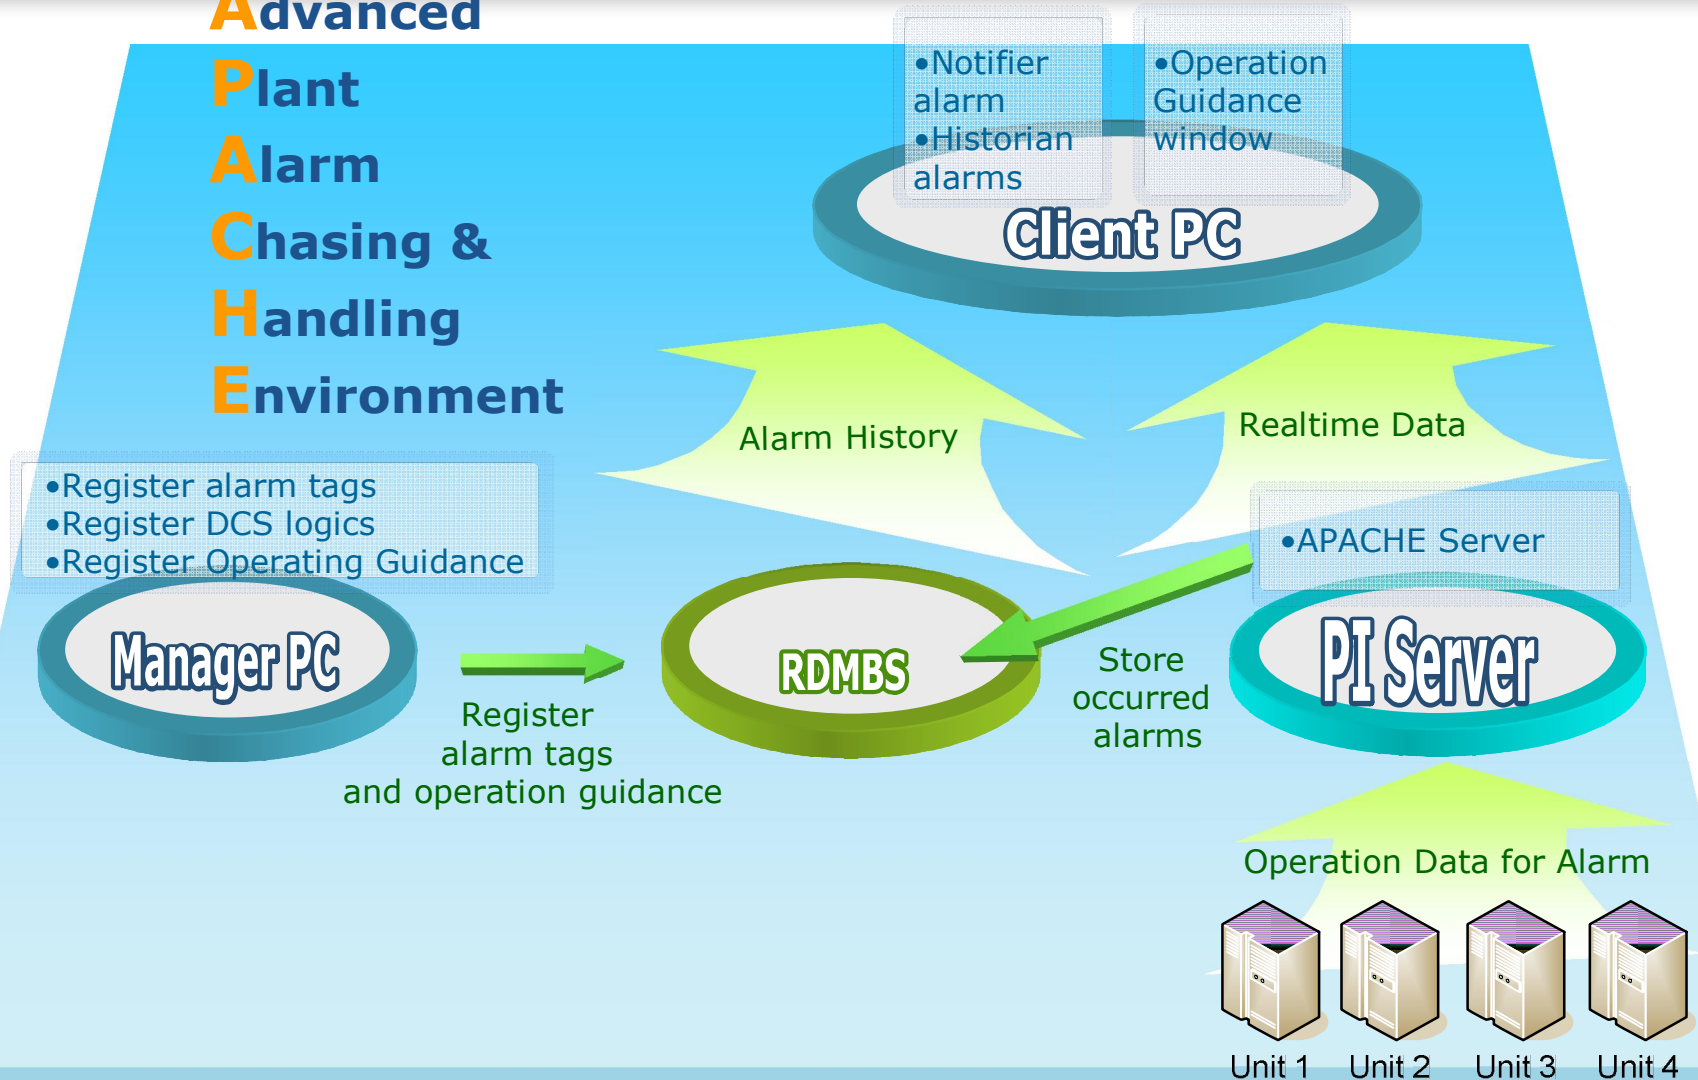 Advanced
Plant
Alarm
Chasing &
Handling
Environment
•Notifier
alarm
•Historian
alarms
•Operation
Guidance
window
Client PC
Alarm History
Realtime Data
•Register alarm tags
•Register DCS logics
•Register Operating Guidance
•APACHE Server
Manager PC
RDMBS
PI Server
Register
alarm tags
and operation guidance
Store
occurred
alarms
Operation Data for Alarm
Unit 1
Unit 2
Unit 3
Unit 4